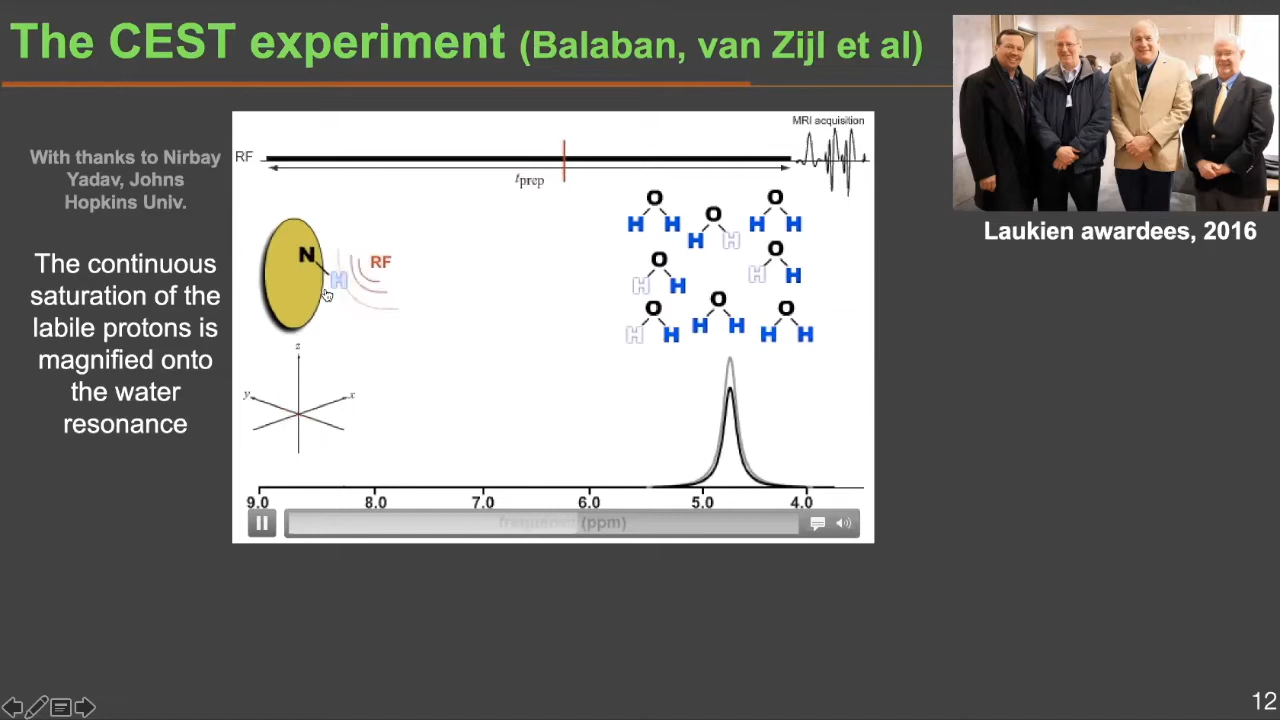 The CEST experiment (Balaban, van Zijl et al)
With thanks to Nirbay
Yadav, Johns
Hopkins Univ.
The continuous
saturation of the
labile protons is
magnified onto
the water
resonance
MRI acquisition
RF
tprep
N
H
RF
O
H H
O
H H
O
H H
O
H H
O
H H
O
H H
O
H H
O
H H
z
y
x
9.0 8.0 7.0 6.0 5.0 4.0
frequency (ppm)
Laukien awardees, 2016
12